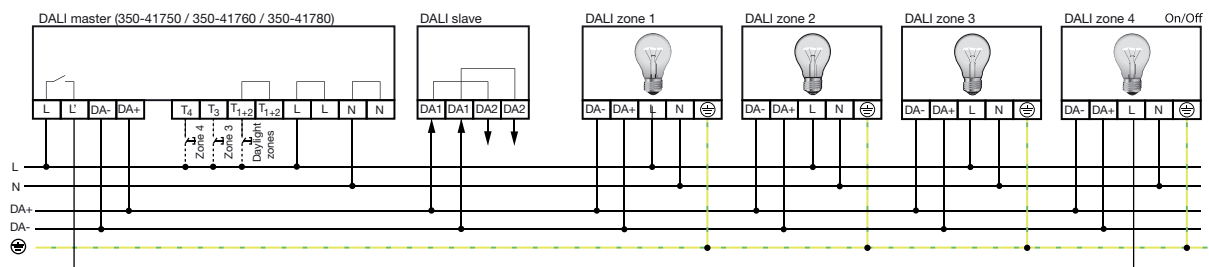 DALI master (350-41750 / 350-41760 / 350-41780) DALI slave DALI zone 1 DALI zone 2 DALI zone 3 DALI zone 4 On/Off
L L' DA- DA+ T4 T3 T1+2 T1+2 L L N N DA1 DA1 DA2 DA2 DA- DA+ L N DA- DA+ L N DA- DA+ L N DA- DA+ L N
Zone 4
Zone 3
Daylight
zones
L
N
DA+
DA-